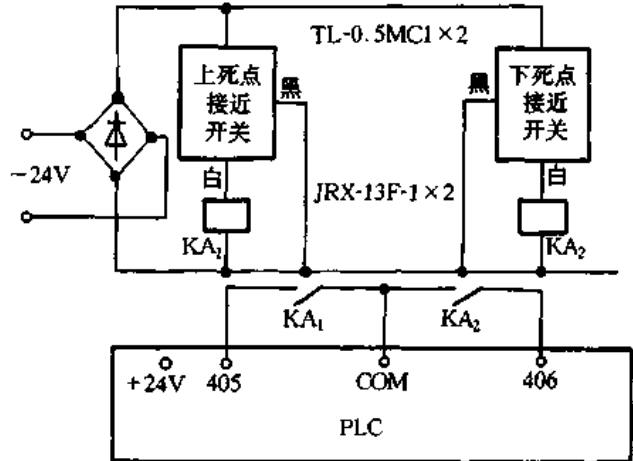 TL-0.5MC1×2
上死点
接近
开关
黑
黑
下死点
接近
开关
~24V
白
白
JRX-13F-1×2
KA₂
KA₂
KA₁
KA₂
+24V
405
COM
406
PLC